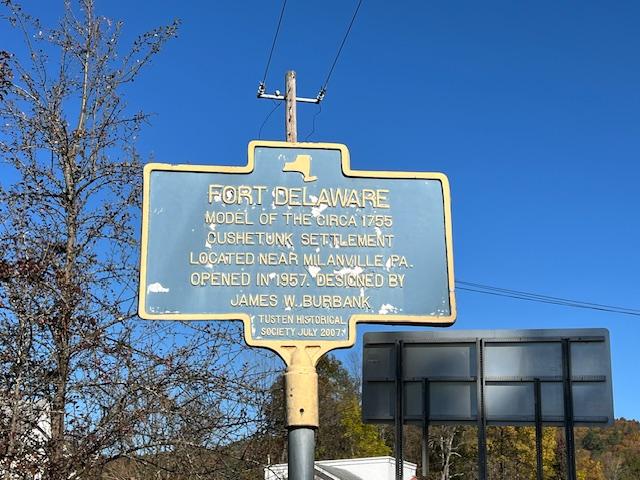 FORT DELAWARE
MODEL OF THE CIRCA 1755
CUSHETUNK SETTLEMENT
LOCATED NEAR MILANVILLE, PA.
OPENED IN 1957. DESIGNED BY
JAMES W. BURBANK
TUSTEN HISTORICAL
SOCIETY JULY 2007